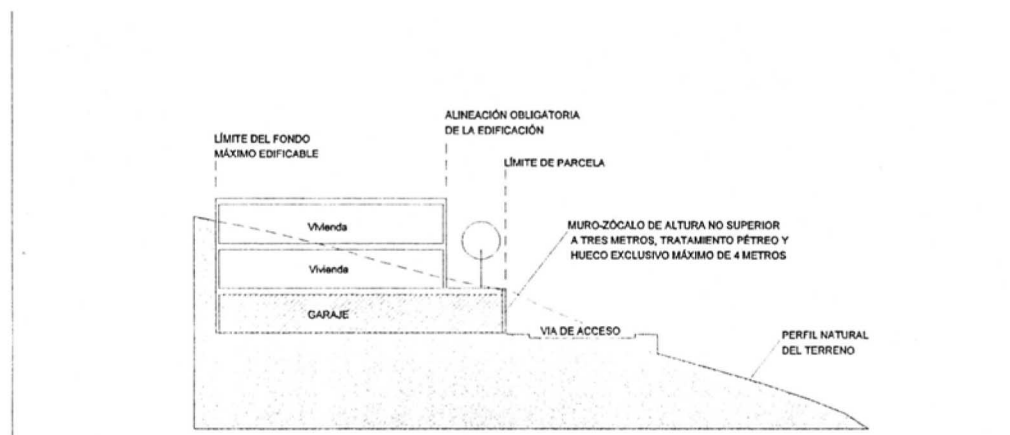 ALINEACIÓN OBLIGATORIA
DE LA EDIFICACIÓN
LÍMITE DEL FONDO
MÁXIMO EDIFICABLE
LÍMITE DE PARCELA
Vivienda
MURO-ZÓCALO DE ALTURA NO SUPERIOR
A TRES METROS, TRATAMIENTO PÉTREO Y
HUECO EXCLUSIVO MÁXIMO DE 4 METROS
Vivienda
GARAJE
VIA DE ACCESO
PERFIL NATURAL
DEL TERRENO